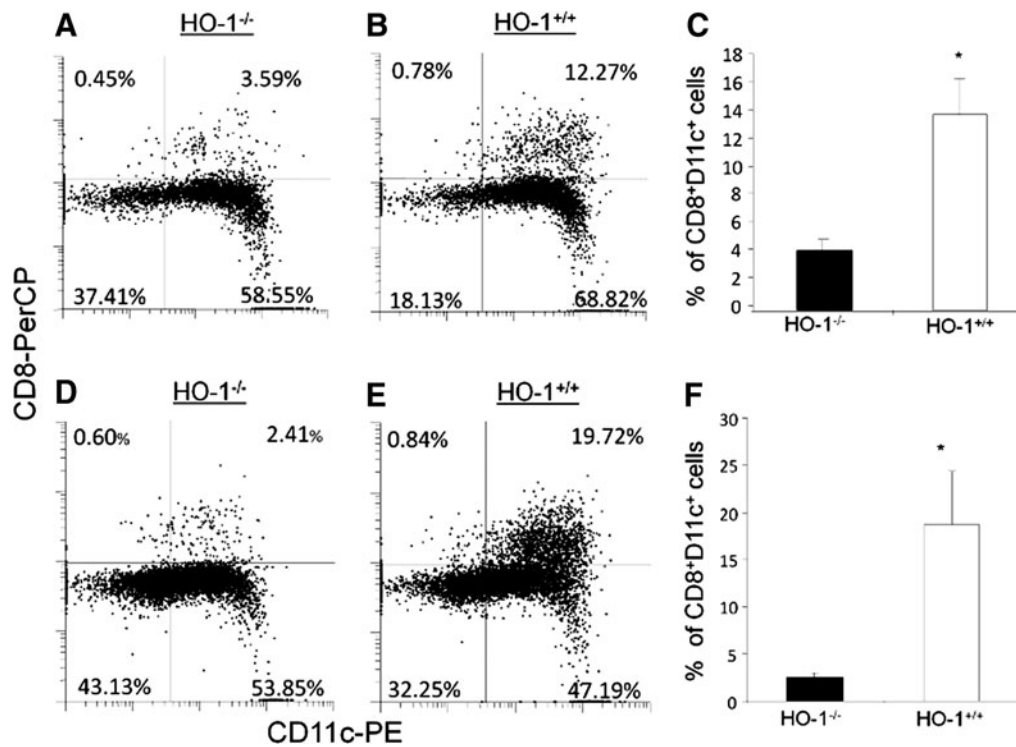 A
HO-1-/-
0.45%
3.59%
37.41%
58.55%
B
HO-1+/+
0.78%
12.27%
18.13%
68.82%
C
% of CD8+D11c+ cells
18
16
14
12
10
8
6
4
2
0
*
HO-1-/-
HO-1+/+
CD8-PerCP
D
HO-1-/-
0.60%
2.41%
43.13%
53.85%
E
HO-1+/+
0.84%
19.72%
32.25%
47.19%
CD11c-PE
F
% of CD8+D11c+ cells
30
25
20
15
10
5
0
*
HO-1-/-
HO-1+/+